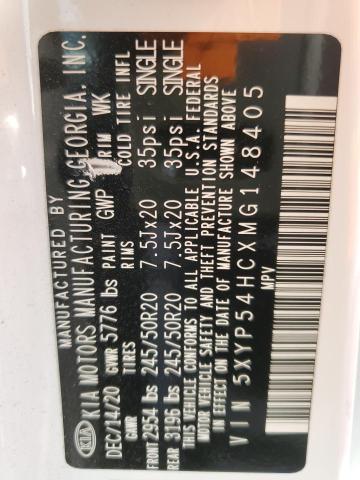 MANUFACTURED BY
KIA KIA MOTORS MANUFACTURING GEORGIA, INC.
DEC/14/20 GVWR 5776 lbs PAINT GWP TRIM WK
GAWR TIRES RIMS COLD TIRE INFL
FRONT 2954 lbs 245/50R20 7.5Jx20 35psi SINGLE
REAR 3196 lbs 245/50R20 7.5Jx20 35psi SINGLE
THIS VEHICLE CONFORMS TO ALL APPLICABLE U.S.A. FEDERAL
MOTOR VEHICLE SAFETY AND THEFT PREVENTION STANDARDS
IN EFFECT ON THE DATE OF MANUFACTURE SHOWN ABOVE
VIN 5XYP54HCXMG148405
MPV